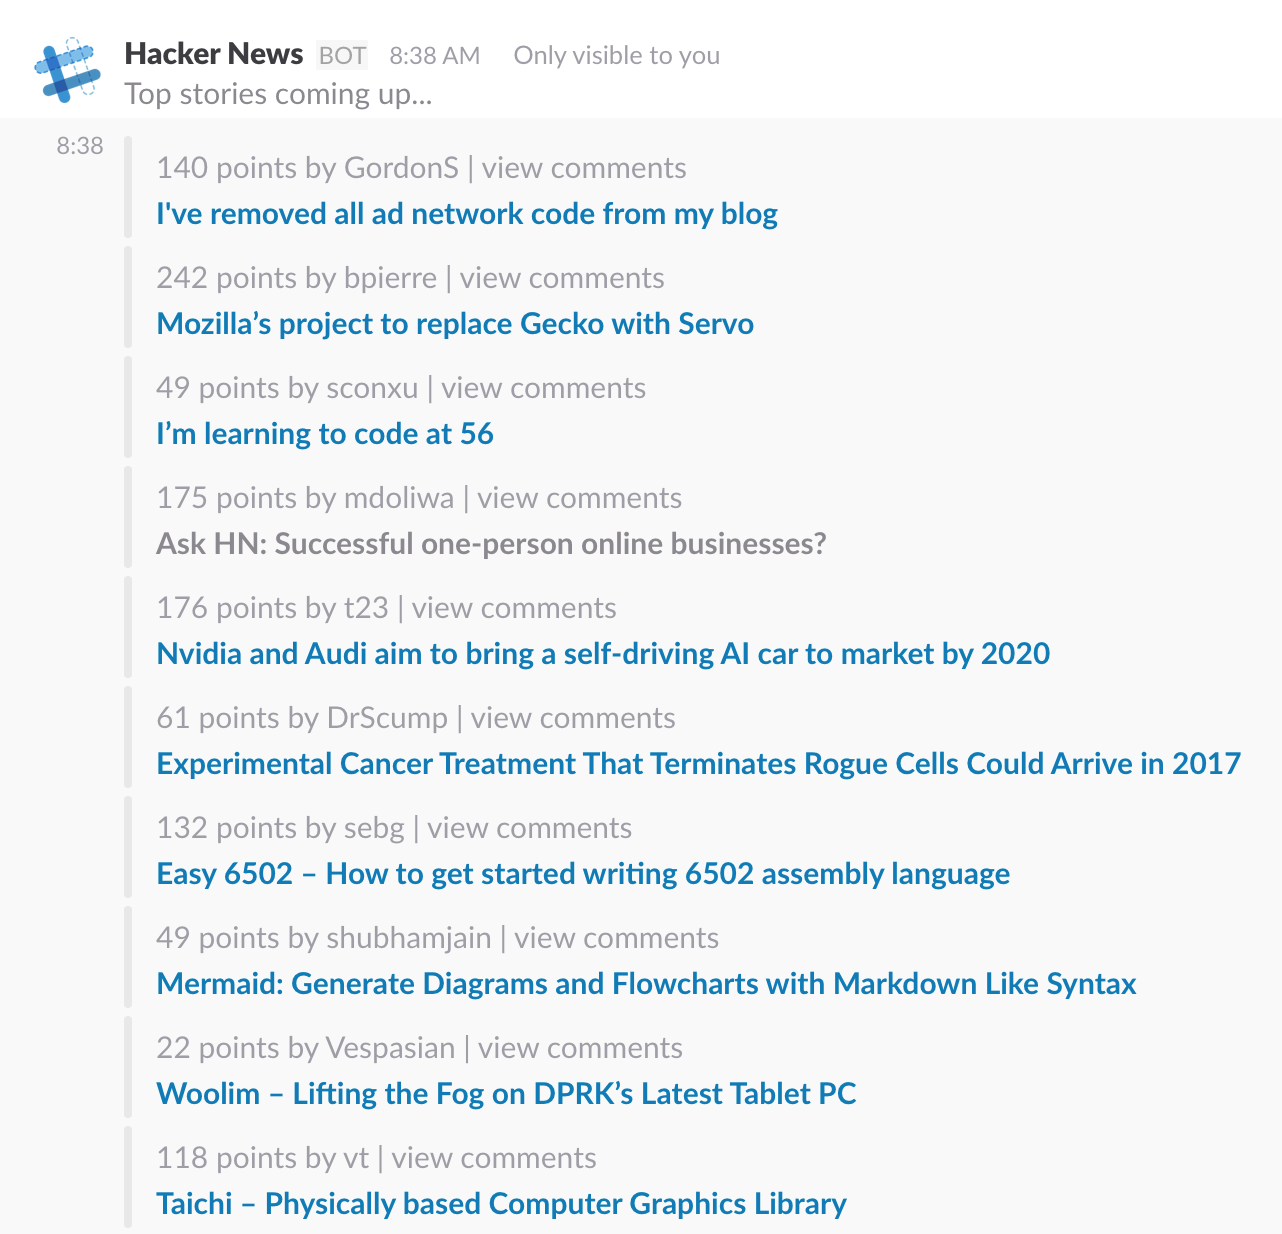 Hacker News BOT 8:38 AM Only visible to you
Top stories coming up...
8:38
140 points by GordonS | view comments
I've removed all ad network code from my blog
242 points by bpierre | view comments
Mozilla’s project to replace Gecko with Servo
49 points by sconxu | view comments
I’m learning to code at 56
175 points by mdoliwa | view comments
Ask HN: Successful one-person online businesses?
176 points by t23 | view comments
Nvidia and Audi aim to bring a self-driving AI car to market by 2020
61 points by DrScump | view comments
Experimental Cancer Treatment That Terminates Rogue Cells Could Arrive in 2017
132 points by sebg | view comments
Easy 6502 – How to get started writing 6502 assembly language
49 points by shubhamjain | view comments
Mermaid: Generate Diagrams and Flowcharts with Markdown Like Syntax
22 points by Vespasian | view comments
Woolim – Lifting the Fog on DPRK’s Latest Tablet PC
118 points by vt | view comments
Taichi – Physically based Computer Graphics Library